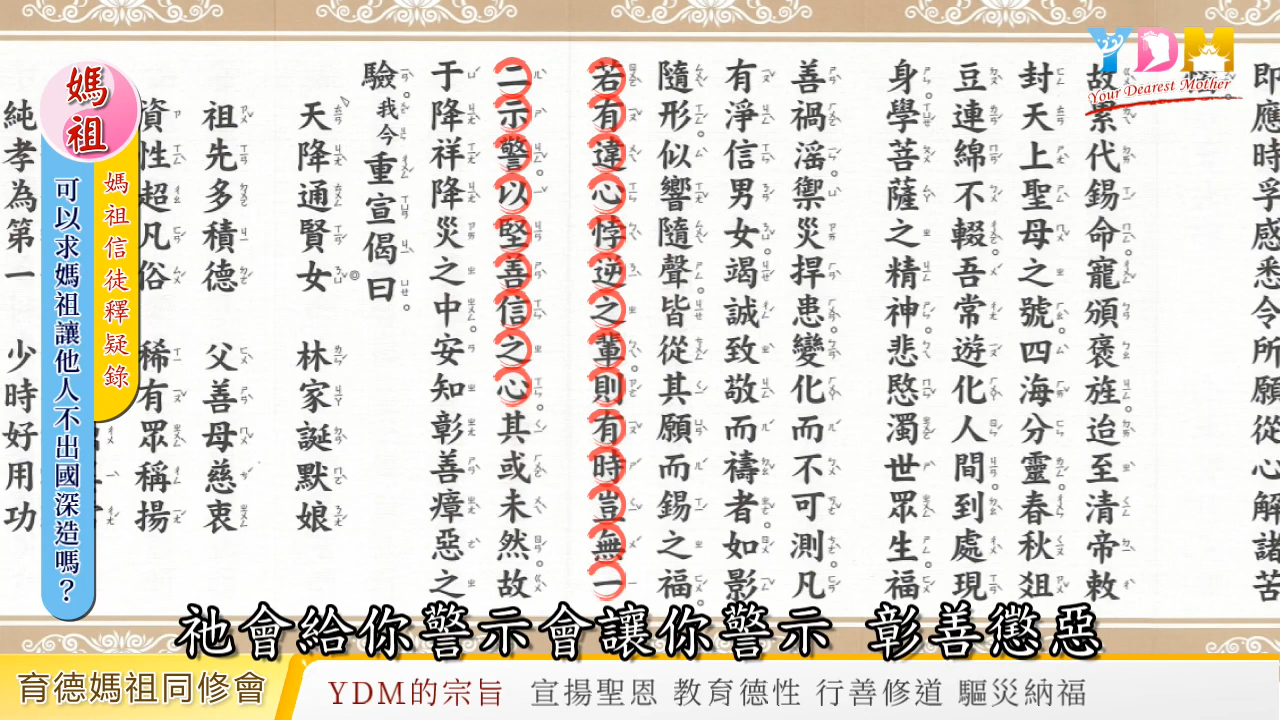 YDM
Your Dearest Mother
媽祖
媽祖信徒釋疑錄
可以求媽祖讓他人不出國深造嗎？
即應時孚感悉令所願從心解諸苦
故累代錫命。寵頒褒旌。迨至清帝敕
封天上聖母之號。四海分靈。春秋俎
豆連綿不輟。吾常遊化人間。到處現
身。學菩薩之精神。悲愍濁世眾生。福
善禍淫。禦災捍患。變化而不可測。凡
有淨信男女。竭誠致敬而禱者。如影
隨形。似響隨聲。皆從其願而錫之福。
若有違心悖逆之輩。則有時豈無一
二示警。以堅善信之心。其或未然。故
于降祥降災之中。安知彰善瘴惡之
驗。我今重宣偈曰。
天降通賢女　林家誕默娘
祖先多積德　父善母慈衷
資性超凡俗　稀有眾稱揚
純孝為第一　少時好用功
祂會給你警示會讓你警示 彰善懲惡
育德媽祖同修會
YDM的宗旨 宣揚聖恩 教育德性 行善修道 驅災納福